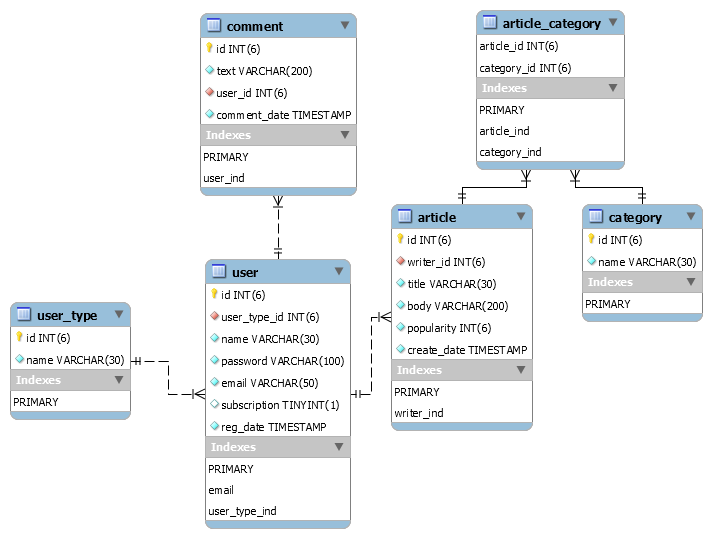 comment
id INT(6)
text VARCHAR(200)
user_id INT(6)
comment_date TIMESTAMP
Indexes
PRIMARY
user_ind
article_category
article_id INT(6)
category_id INT(6)
Indexes
PRIMARY
article_ind
category_ind
user_type
id INT(6)
name VARCHAR(30)
Indexes
PRIMARY
user
id INT(6)
user_type_id INT(6)
name VARCHAR(30)
password VARCHAR(100)
email VARCHAR(50)
subscription TINYINT(1)
reg_date TIMESTAMP
Indexes
PRIMARY
email
user_type_ind
article
id INT(6)
writer_id INT(6)
title VARCHAR(30)
body VARCHAR(200)
popularity INT(6)
create_date TIMESTAMP
Indexes
PRIMARY
writer_ind
category
id INT(6)
name VARCHAR(30)
Indexes
PRIMARY